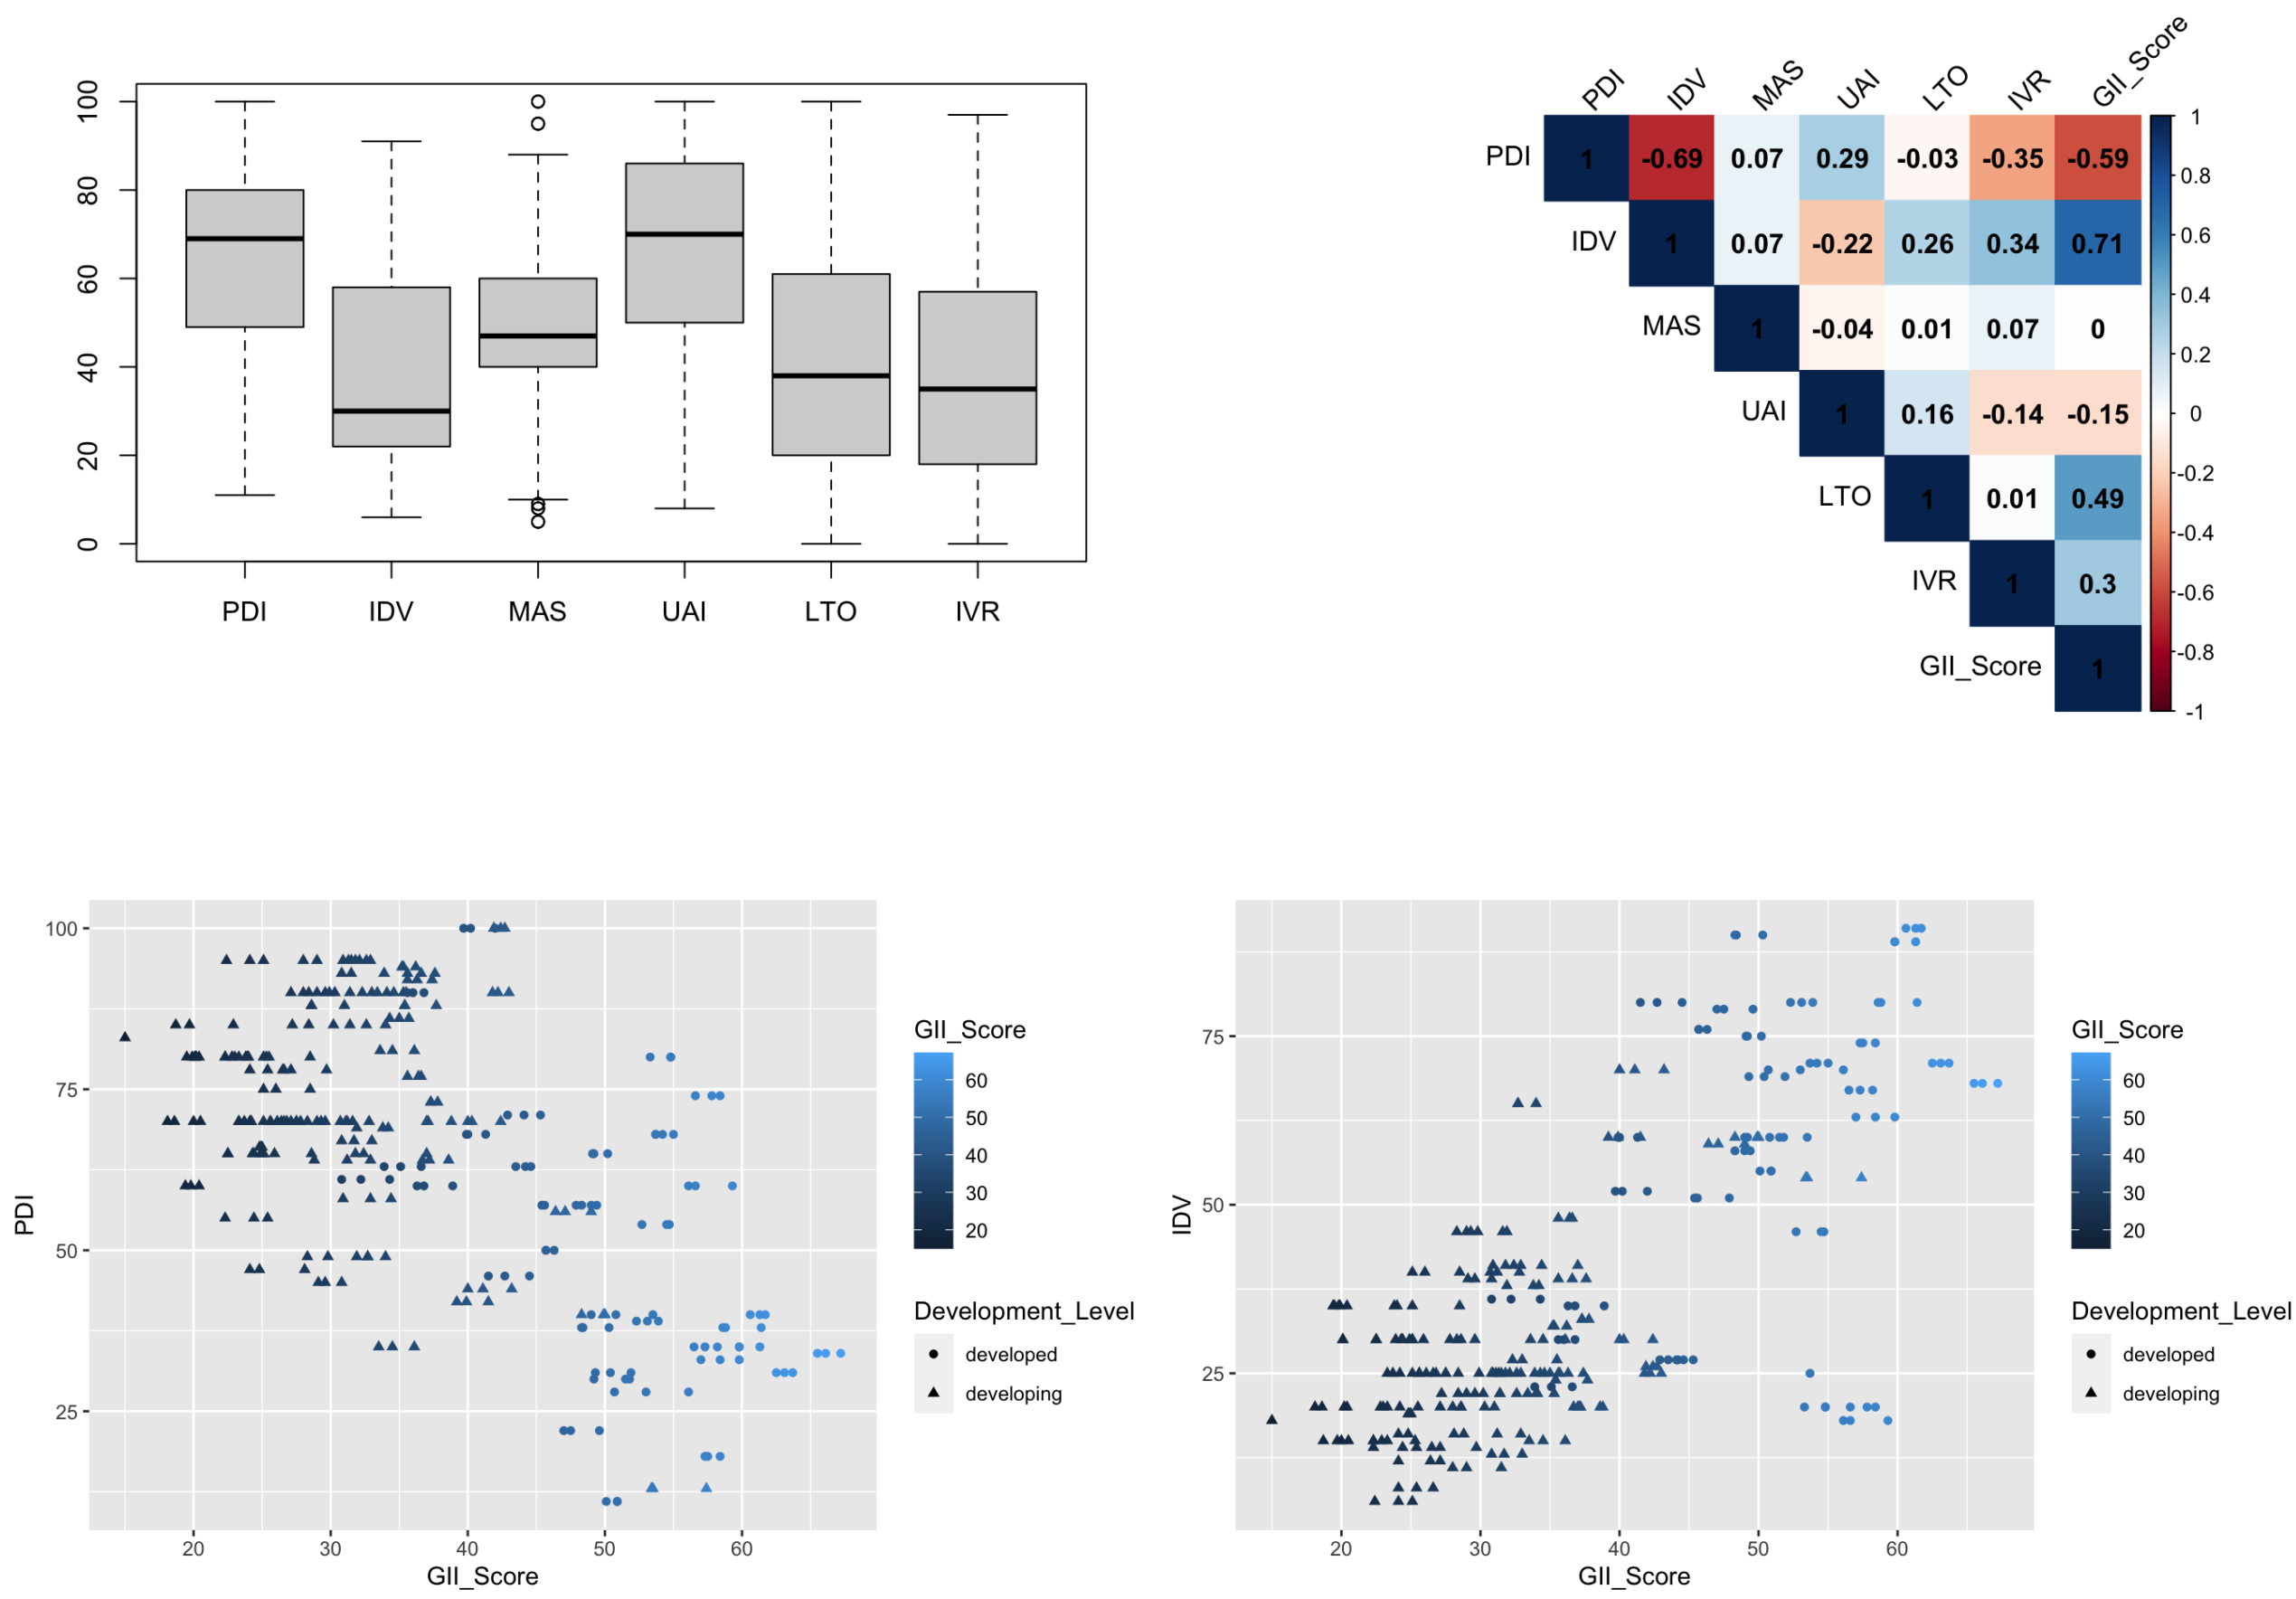 100
80
60
40
20
0
PDI IDV MAS UAI LTO IVR
PDI IDV MAS UAI LTO IVR GII_Score
PDI 1 -0.69 0.07 0.29 -0.03 -0.35 -0.59
IDV 1 0.07 -0.22 0.26 0.34 0.71
MAS 1 -0.04 0.01 0.07 0
UAI 1 0.16 -0.14 -0.15
LTO 1 0.01 0.49
IVR 1 0.3
GII_Score 1
1
0.8
0.6
0.4
0.2
0
-0.2
-0.4
-0.6
-0.8
-1
PDI
100
75
50
25
20 30 40 50 60
GII_Score
GII_Score
60
50
40
30
20
Development_Level
developed
developing
IDV
75
50
25
20 30 40 50 60
GII_Score
GII_Score
60
50
40
30
20
Development_Level
developed
developing